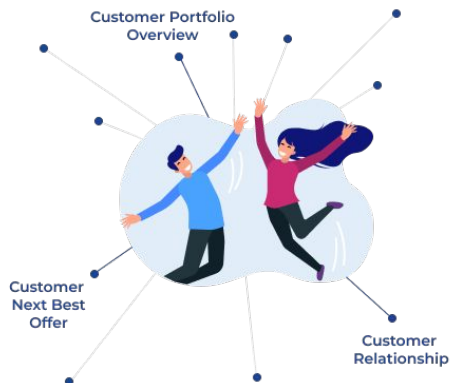 Customer Portfolio
Overview
Customer
Next Best
Offer
Customer
Relationship